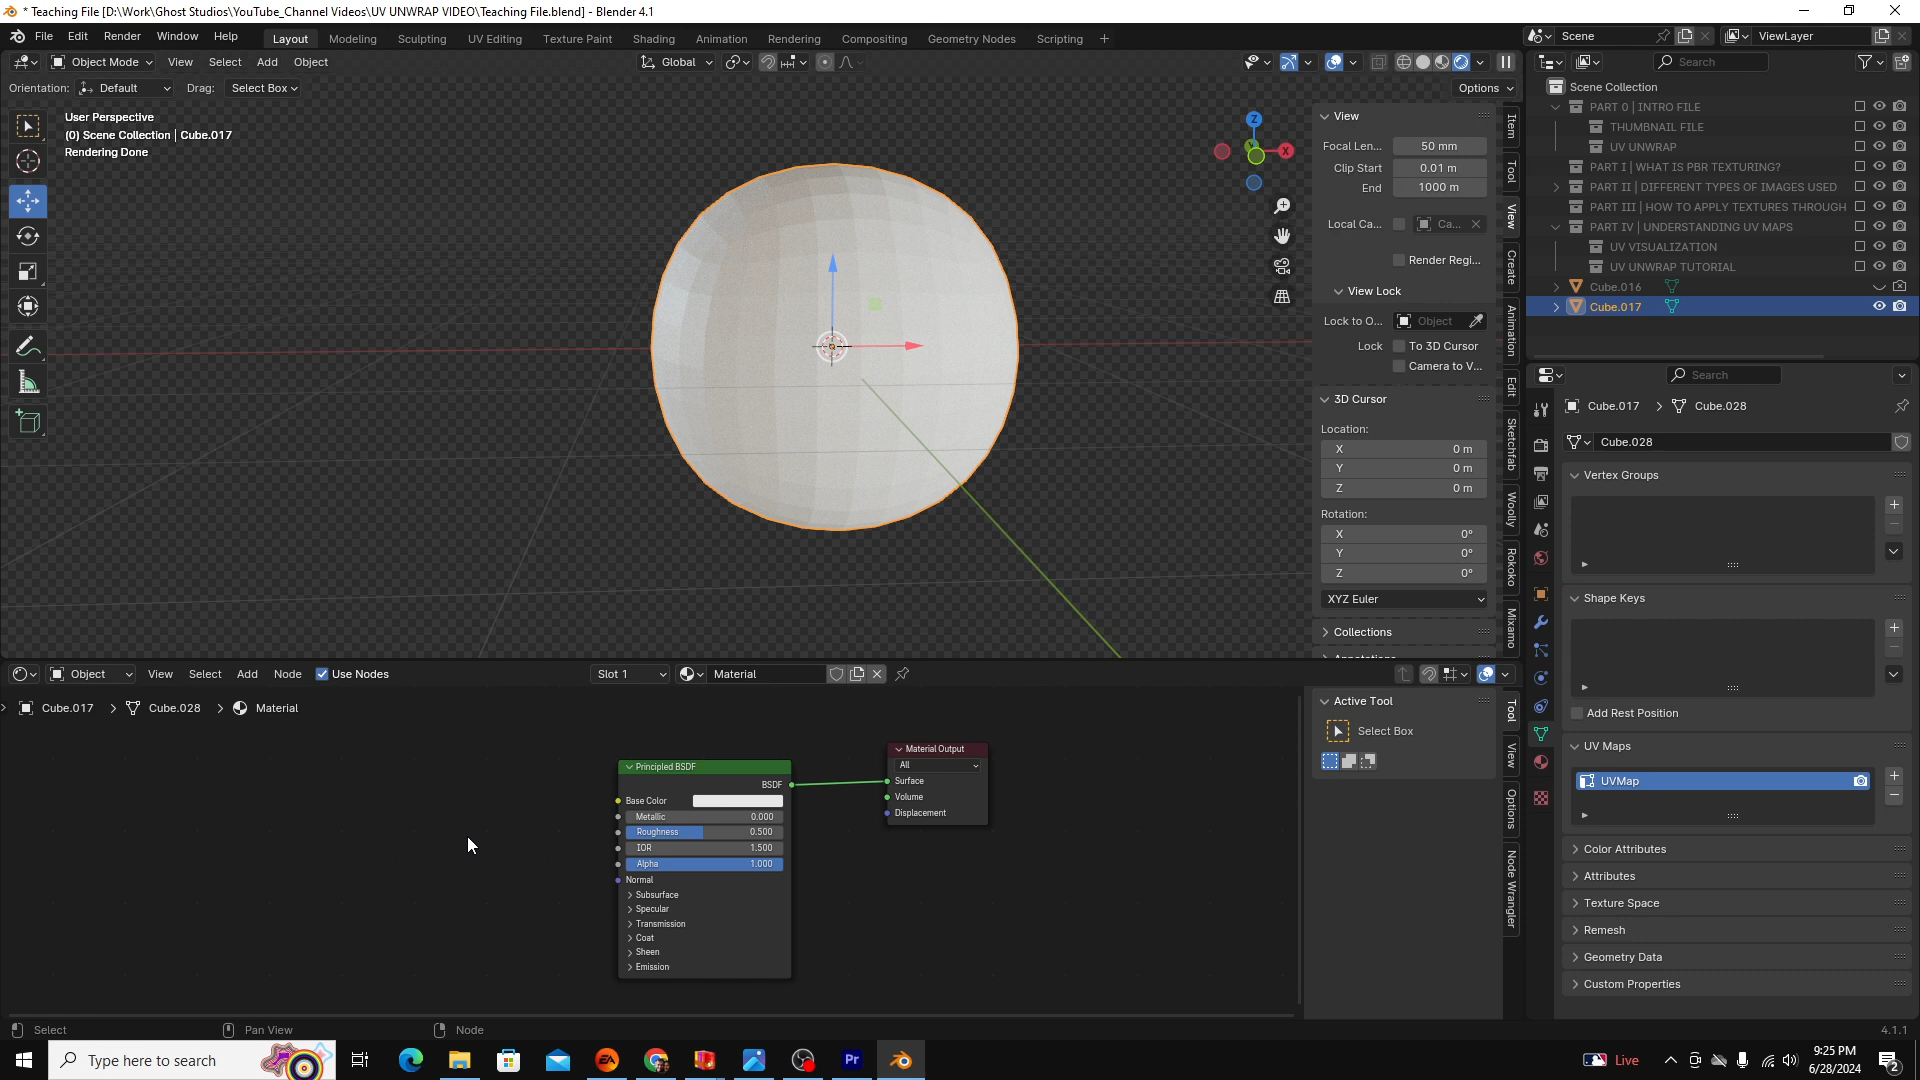 * Teaching File [D:\Work\Ghost Studios\YouTube_Channel Videos\UV UNWRAP VIDEO\Teaching File.blend] - Blender 4.1
File Edit Render Window Help Layout Modeling Sculpting UV Editing Texture Paint Shading Animation Rendering Compositing Geometry Nodes Scripting + Scene ViewLayer
Object Mode View Select Add Object Global Search
Orientation: Default Drag: Select Box Options
Scene Collection
PART 0 | INTRO FILE
THUMBNAIL FILE
UV UNWRAP
PART I | WHAT IS PBR TEXTURING?
PART II | DIFFERENT TYPES OF IMAGES USED
PART III | HOW TO APPLY TEXTURES THROUGH
PART IV | UNDERSTANDING UV MAPS
UV VISUALIZATION
UV UNWRAP TUTORIAL
Cube.016
Cube.017
User Perspective
(0) Scene Collection | Cube.017
Rendering Done
Z
X
View
Focal Len... 50 mm
Clip Start 0.01 m
End 1000 m
Local Ca... Ca...
Render Regi...
View Lock
Lock to O... Object
Lock To 3D Cursor
Camera to V...
3D Cursor
Location:
X 0 m
Y 0 m
Z 0 m
Rotation:
X 0°
Y 0°
Z 0°
XYZ Euler
Collections
Item
Tool
View
Create
Animation
Edit
Sketchfab
Woolly
Rokoko
Mixamo
Search
Cube.017 > Cube.028
Cube.028
Vertex Groups
Shape Keys
Add Rest Position
UV Maps
UVMap
Color Attributes
Attributes
Texture Space
Remesh
Geometry Data
Custom Properties
Object View Select Add Node Use Nodes Slot 1 Material
Cube.017 > Cube.028 > Material
Principled BSDF
BSDF
Base Color
Metallic 0.000
Roughness 0.500
IOR 1.500
Alpha 1.000
Normal
Subsurface
Specular
Transmission
Coat
Sheen
Emission
Material Output
All
Surface
Volume
Displacement
Active Tool
Select Box
Tool
View
Options
Node Wrangler
Select Pan View Node 4.1.1
Type here to search
EA
Pr
Live
9:25 PM
6/28/2024
2